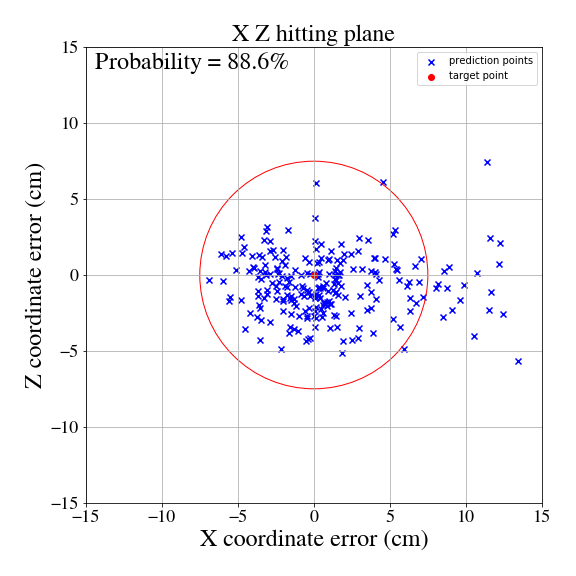 X Z hitting plane
Probability = 88.6%
prediction points
target point
15
10
5
0
−5
−10
−15
−15
−10
−5
0
5
10
15
Z coordinate error (cm)
X coordinate error (cm)